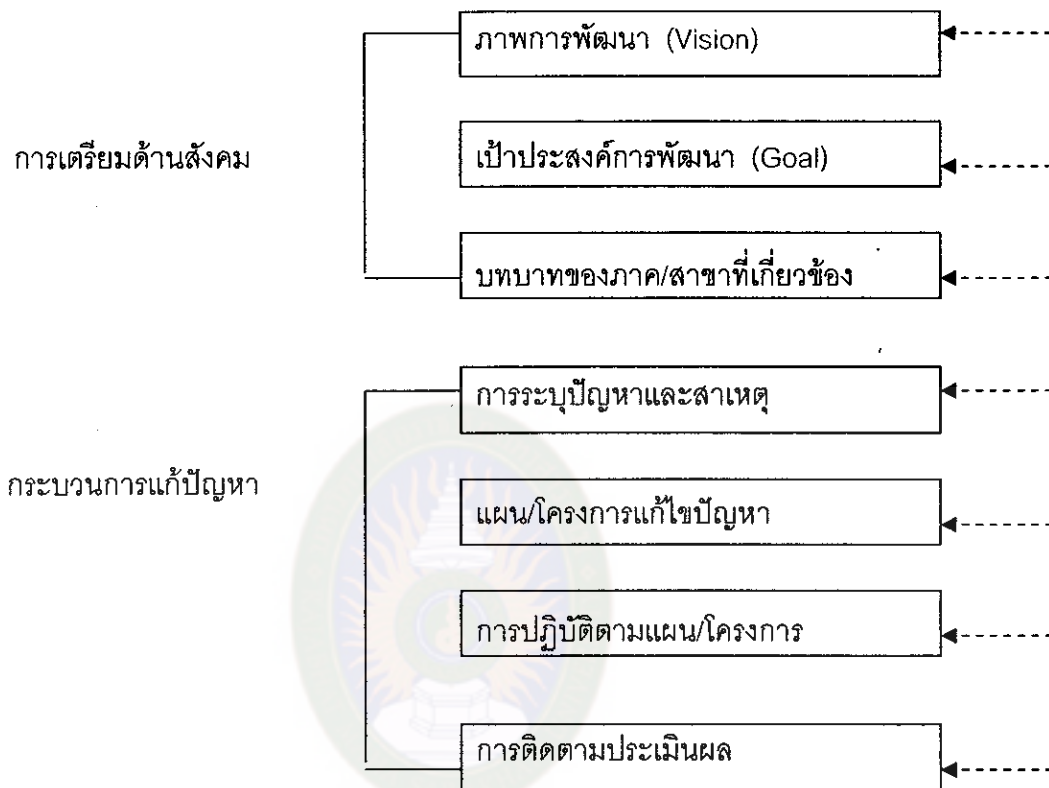 ภาพการพัฒนา (Vision)
การเตรียมด้านสังคม
เป้าประสงค์การพัฒนา (Goal)
บทบาทของภาค/สาขาที่เกี่ยวข้อง
การระบุปัญหาและสาเหตุ
กระบวนการแก้ปัญหา
แผน/โครงการแก้ไขปัญหา
การปฏิบัติตามแผน/โครงการ
การติดตามประเมินผล